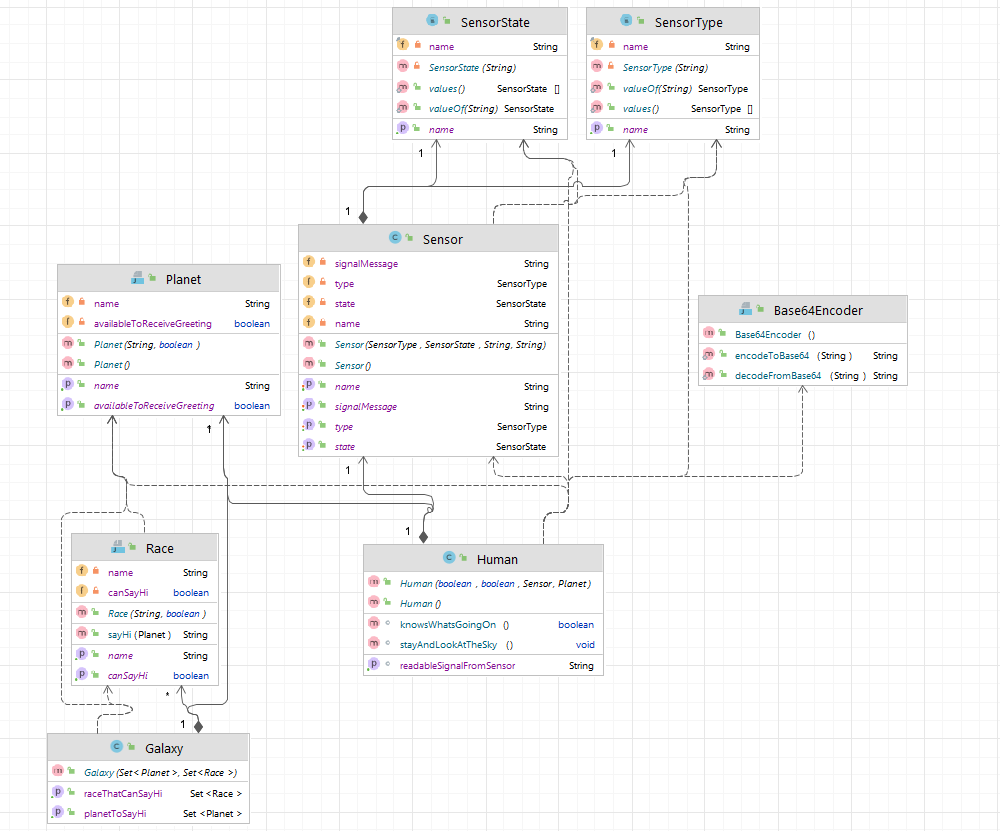 SensorState
name String
SensorState (String)
values() SensorState []
valueOf(String) SensorState
name String
SensorType
name String
SensorType (String)
valueOf(String) SensorType
values() SensorType []
name String
1
1
1
Sensor
signalMessage String
type SensorType
state SensorState
name String
Sensor (SensorType , SensorState , String, String)
Sensor ()
name String
signalMessage String
type SensorType
state SensorState
Planet
name String
availableToReceiveGreeting boolean
Planet (String, boolean )
Planet ()
name String
availableToReceiveGreeting boolean
Base64Encoder
Base64Encoder ()
encodeToBase64 (String ) String
decodeFromBase64 (String ) String
1
1
1
Race
name String
canSayHi boolean
Race (String, boolean )
sayHi (Planet ) String
name String
canSayHi boolean
Human
Human (boolean , boolean , Sensor, Planet )
Human ()
knowsWhatsGoingOn () boolean
stayAndLookAtTheSky () void
readableSignalFromSensor String
*
1
Galaxy
Galaxy (Set< Planet >, Set<Race >)
raceThatCanSayHi Set <Race >
planetToSayHi Set <Planet >